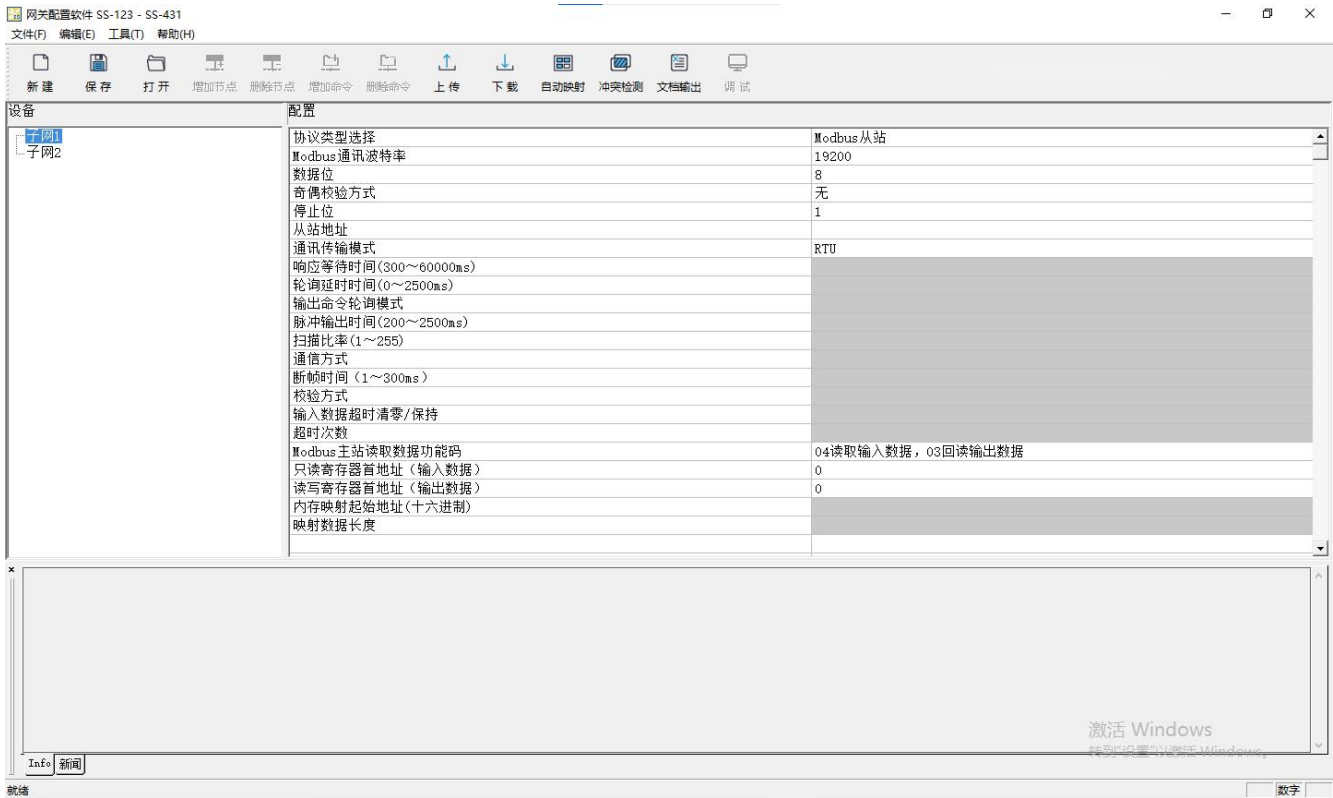 网关配置软件 SS-123 - SS-431
文件(F) 编辑(E) 工具(T) 帮助(H)
新建 保存 打开 增加节点 删除节点 增加命令 删除命令 上传 下载 自动映射 冲突检测 文档输出 调试
设备 配置
子网1
子网2
协议类型选择 Modbus从站
Modbus通讯波特率 19200
数据位 8
奇偶校验方式 无
停止位 1
从站地址
通讯传输模式 RTU
响应等待时间(300～60000ms)
轮询延时时间(0～2500ms)
输出命令轮询模式
脉冲输出时间(200～2500ms)
扫描比率(1～255)
通信方式
断帧时间（1～300ms）
校验方式
输入数据超时清零/保持
超时次数
Modbus主站读取数据功能码 04读取输入数据，03回读输出数据
只读寄存器首地址（输入数据） 0
读写寄存器首地址（输出数据） 0
内存映射起始地址(十六进制)
映射数据长度
激活 Windows
转到"设置"以激活 Windows。
Info 新闻
就绪 数字